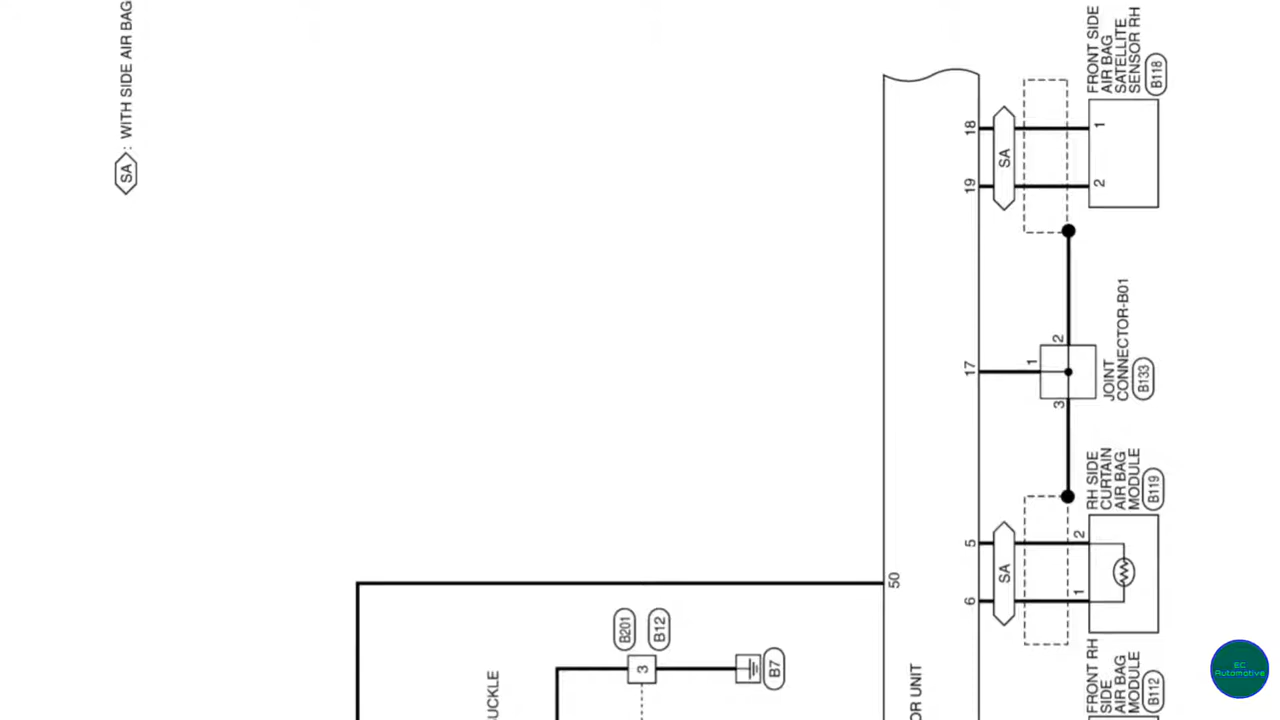 SA : WITH SIDE AIR BAG
FRONT SIDE
AIR BAG
SATELLITE
SENSOR RH
B118
18
19
SA
1
2
17
1
2
3
JOINT
CONNECTOR-B01
B133
RH SIDE
CURTAIN
AIR BAG
MODULE
B119
5
6
SA
2
1
50
B201
B12
3
B7
FRONT RH
SIDE
AIR BAG
MODULE
B112
UNIT
EC
Automotive